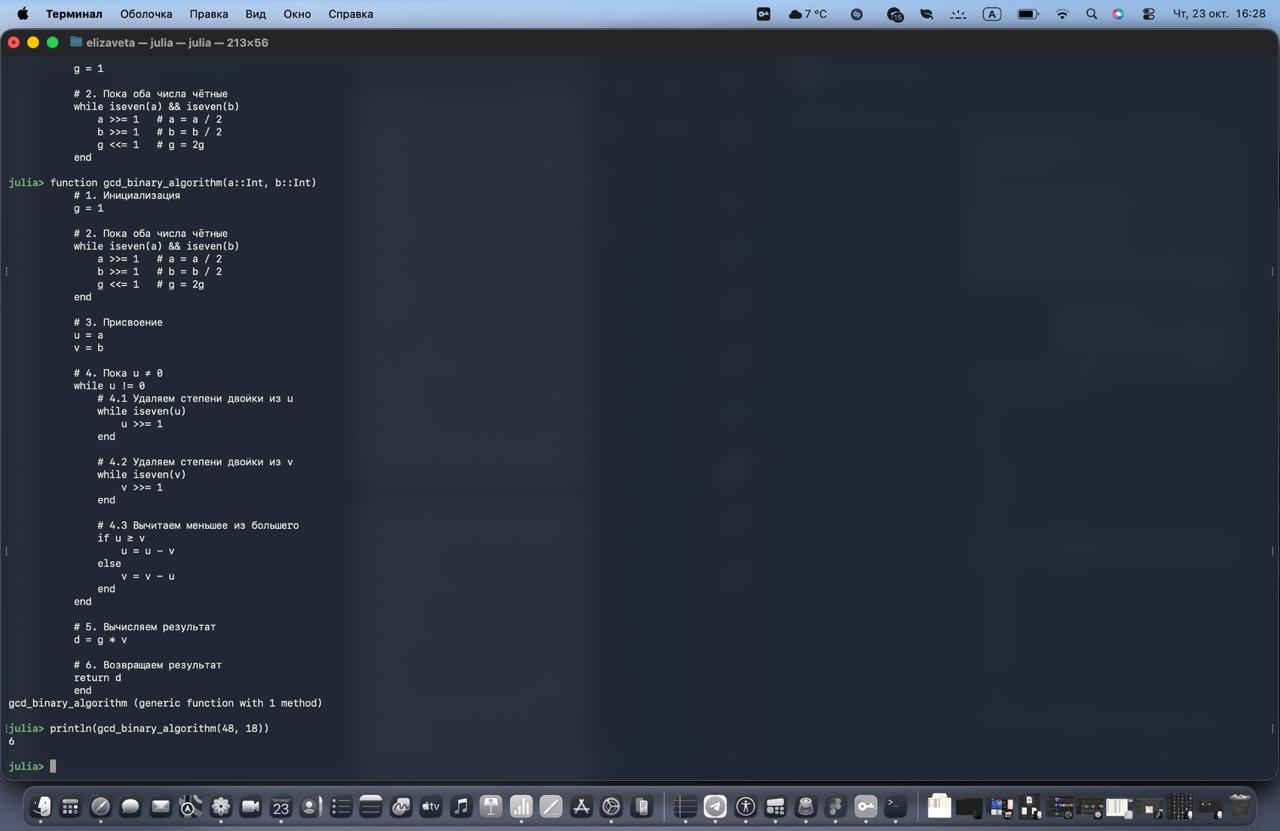 Терминал Оболочка Правка Вид Окно Справка 7 °C A Чт, 23 окт. 16:28
elizaveta — julia — julia — 213×56
g = 1
# 2. Пока оба числа чётные
while iseven(a) && iseven(b)
a >>= 1 # a = a / 2
b >>= 1 # b = b / 2
g <<= 1 # g = 2g
end
julia> function gcd_binary_algorithm(a::Int, b::Int)
# 1. Инициализация
g = 1
# 2. Пока оба числа чётные
while iseven(a) && iseven(b)
a >>= 1 # a = a / 2
b >>= 1 # b = b / 2
g <<= 1 # g = 2g
end
# 3. Присвоение
u = a
v = b
# 4. Пока u ≠ 0
while u != 0
# 4.1 Удаляем степени двойки из u
while iseven(u)
u >>= 1
end
# 4.2 Удаляем степени двойки из v
while iseven(v)
v >>= 1
end
# 4.3 Вычитаем меньшее из большего
if u ≥ v
u = u - v
else
v = v - u
end
end
# 5. Вычисляем результат
d = g * v
# 6. Возвращаем результат
return d
end
gcd_binary_algorithm (generic function with 1 method)
julia> println(gcd_binary_algorithm(48, 18))
6
julia>
23
tv